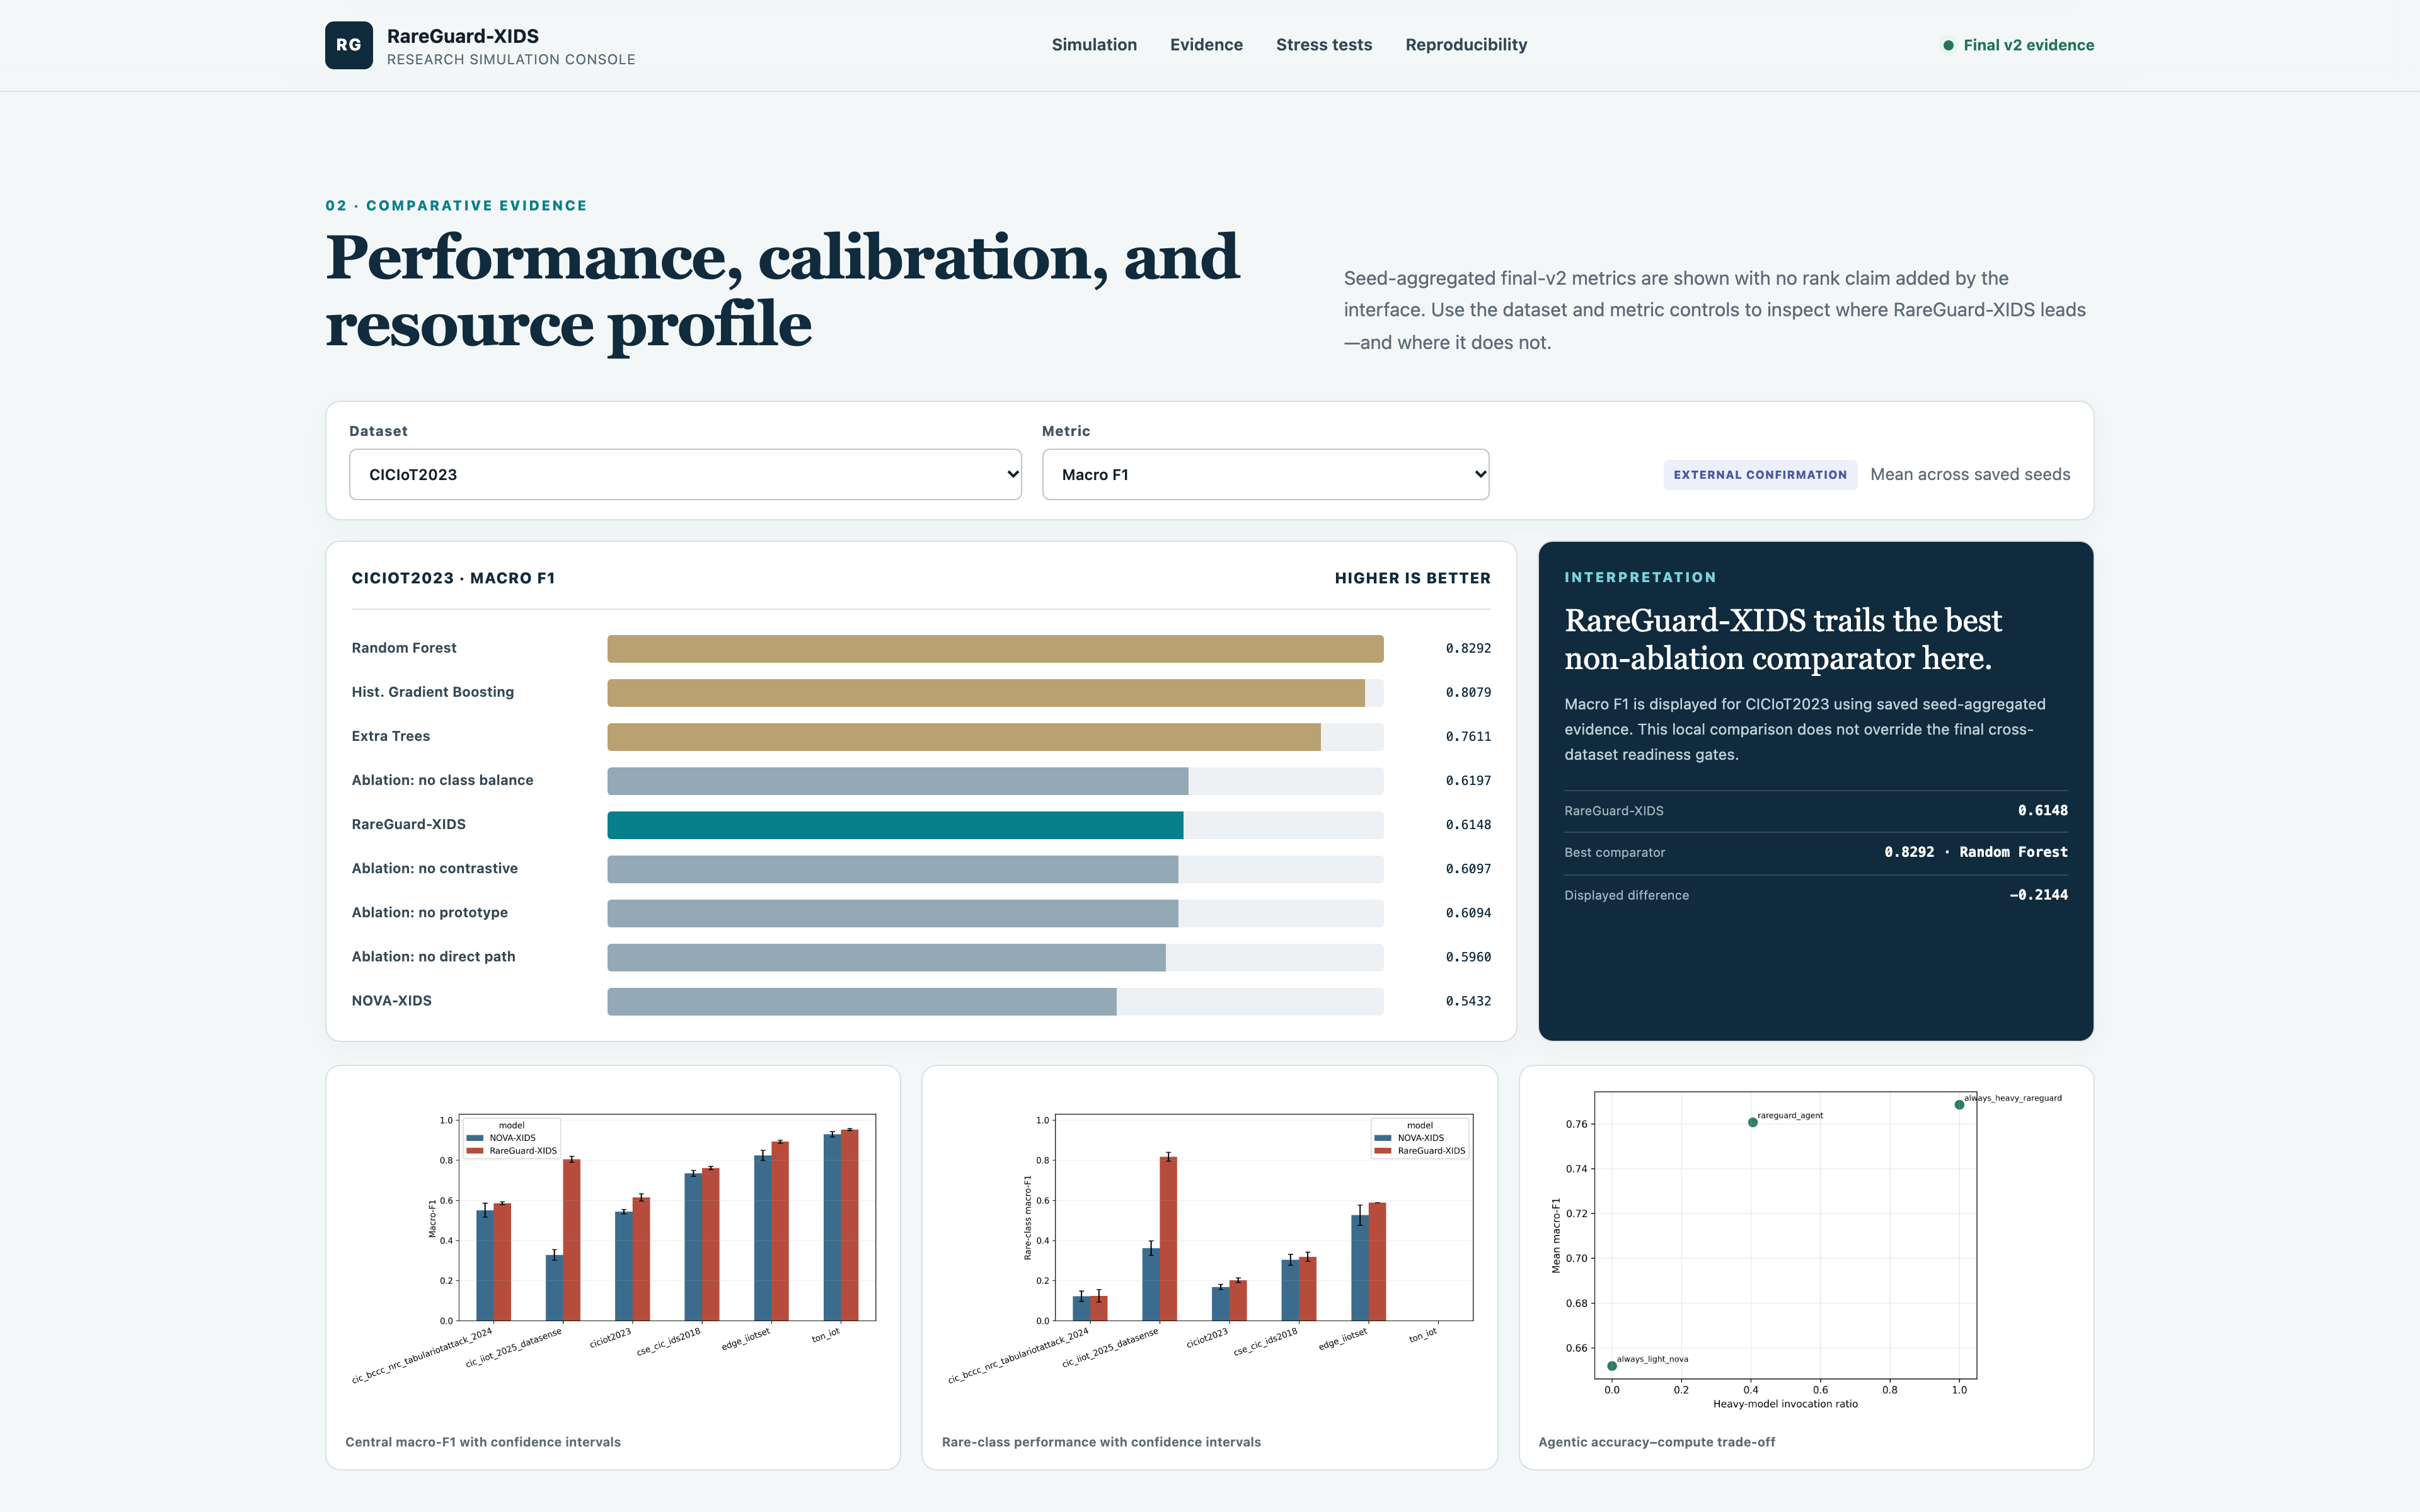 RG
RareGuard-XIDS
RESEARCH SIMULATION CONSOLE
Simulation
Evidence
Stress tests
Reproducibility
Final v2 evidence
02 · COMPARATIVE EVIDENCE
Performance, calibration, and
resource profile
Seed-aggregated final-v2 metrics are shown with no rank claim added by the
interface. Use the dataset and metric controls to inspect where RareGuard-XIDS leads
—and where it does not.
Dataset
CICIoT2023
Metric
Macro F1
EXTERNAL CONFIRMATION
Mean across saved seeds
CICIOT2023 · MACRO F1
HIGHER IS BETTER
Random Forest 0.8292
Hist. Gradient Boosting 0.8079
Extra Trees 0.7611
Ablation: no class balance 0.6197
RareGuard-XIDS 0.6148
Ablation: no contrastive 0.6097
Ablation: no prototype 0.6094
Ablation: no direct path 0.5960
NOVA-XIDS 0.5432
INTERPRETATION
RareGuard-XIDS trails the best
non-ablation comparator here.
Macro F1 is displayed for CICIoT2023 using saved seed-aggregated
evidence. This local comparison does not override the final cross-
dataset readiness gates.
RareGuard-XIDS 0.6148
Best comparator 0.8292 · Random Forest
Displayed difference −0.2144
model
NOVA-XIDS
RareGuard-XIDS
Macro-F1
1.0
0.8
0.6
0.4
0.2
0.0
cic_bccc_nrc_tabulariotattack_2024
cic_iiot_2025_datasense
ciciot2023
cse_cic_ids2018
edge_iiotset
ton_iot
Central macro-F1 with confidence intervals
model
NOVA-XIDS
RareGuard-XIDS
Rare-class macro-F1
1.0
0.8
0.6
0.4
0.2
0.0
cic_bccc_nrc_tabulariotattack_2024
cic_iiot_2025_datasense
ciciot2023
cse_cic_ids2018
edge_iiotset
ton_iot
Rare-class performance with confidence intervals
always_heavy_rareguard
rareguard_agent
always_light_nova
Mean macro-F1
0.76
0.74
0.72
0.70
0.68
0.66
0.0 0.2 0.4 0.6 0.8 1.0
Heavy-model invocation ratio
Agentic accuracy–compute trade-off